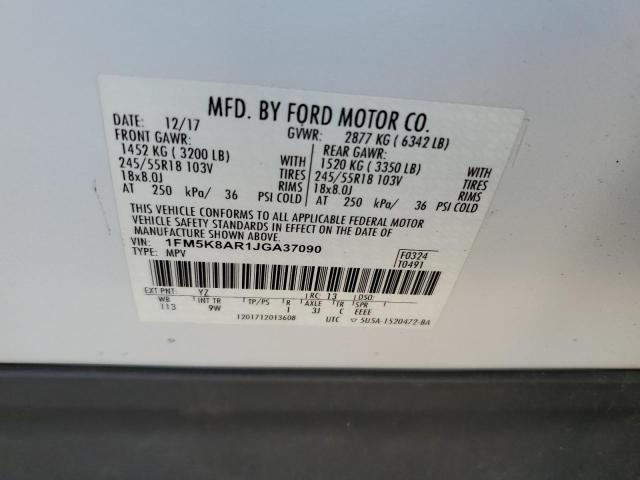 MFD. BY FORD MOTOR CO.
DATE: 12/17 GVWR: 2877 KG ( 6342 LB)
FRONT GAWR: REAR GAWR:
1452 KG ( 3200 LB) WITH 1520 KG ( 3350 LB) WITH
245/55R18 103V TIRES 245/55R18 103V TIRES
18x8.0J RIMS 18x8.0J RIMS
AT 250 kPa/ 36 PSI COLD AT 250 kPa/ 36 PSI COLD
THIS VEHICLE CONFORMS TO ALL APPLICABLE FEDERAL MOTOR
VEHICLE SAFETY STANDARDS IN EFFECT ON THE DATE OF
MANUFACTURE SHOWN ABOVE.
VIN: 1FM5K8AR1JGA37090 F0324
TYPE: MPV T0491
EXT PNT: YZ RC: 13 DSO:
WB INT TR TP/PS R AXLE TR SPR
113 9W 1 3J C EEEE
1201712013608 UTC 5U5A-1520472-BA